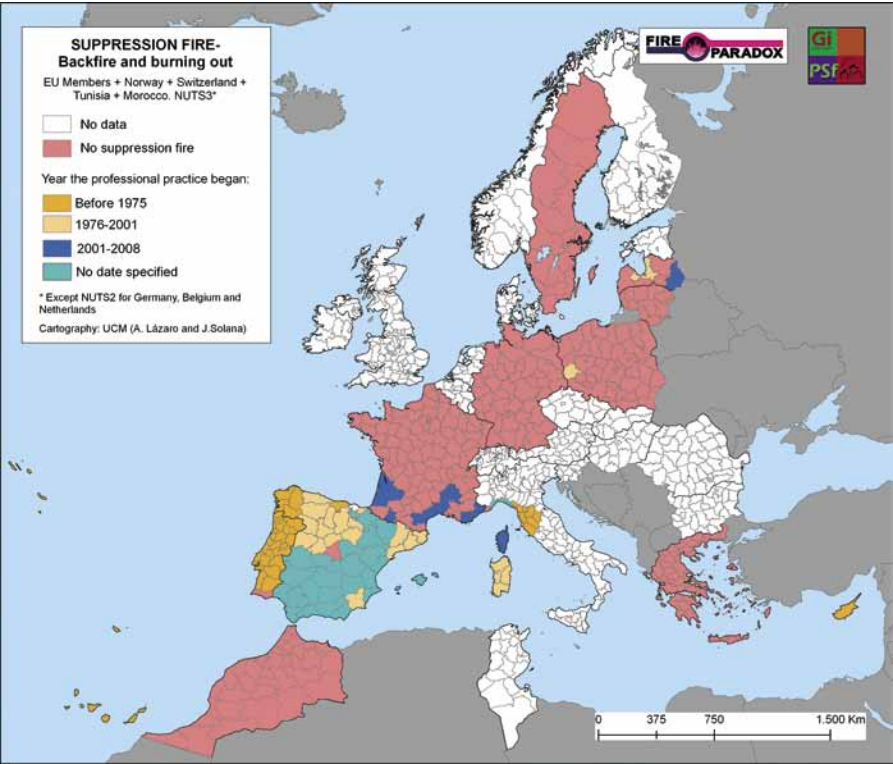 SUPPRESSION FIRE-
Backfire and burning out
EU Members + Norway + Switzerland +
Tunisia + Morocco. NUTS3*
No data
No suppression fire
Year the professional practice began:
Before 1975
1976-2001
2001-2008
No date specified
* Except NUTS2 for Germany, Belgium and
Netherlands
Cartography: UCM (A. Lázaro and J.Solana)
FIRE
PARADOX
Gi
PSf
0 375 750 1.500 Km